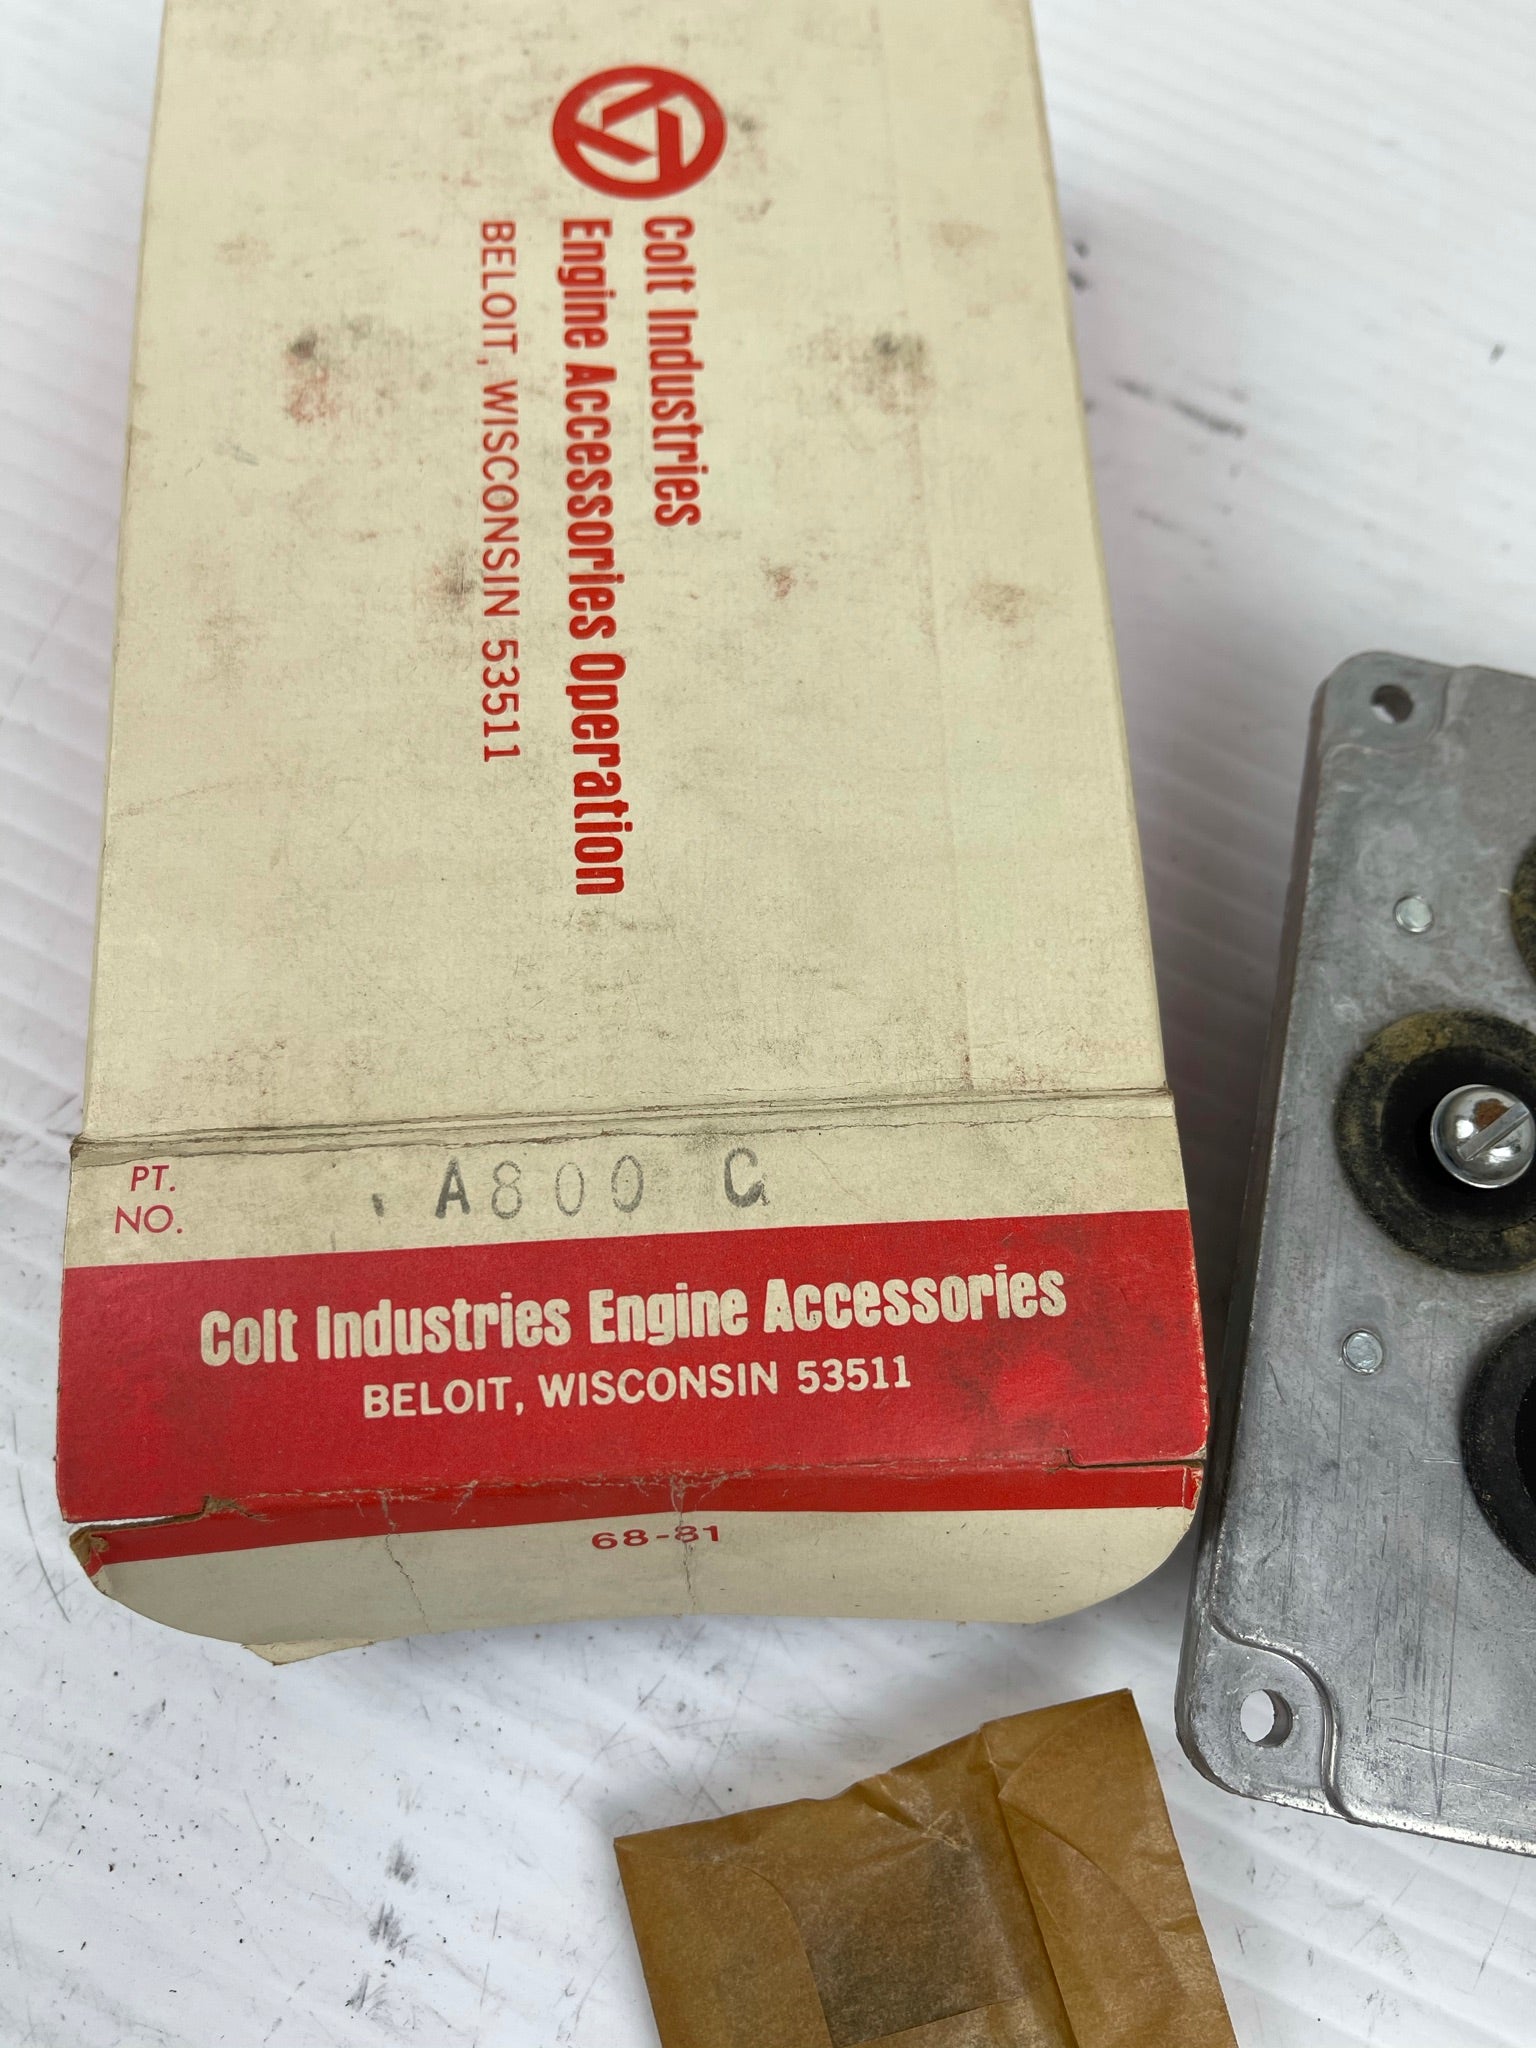 Colt Industries
Engine Accessories Operation
BELOIT, WISCONSIN 53511
PT.
NO.
A800 C
Colt Industries Engine Accessories
BELOIT, WISCONSIN 53511
68-81